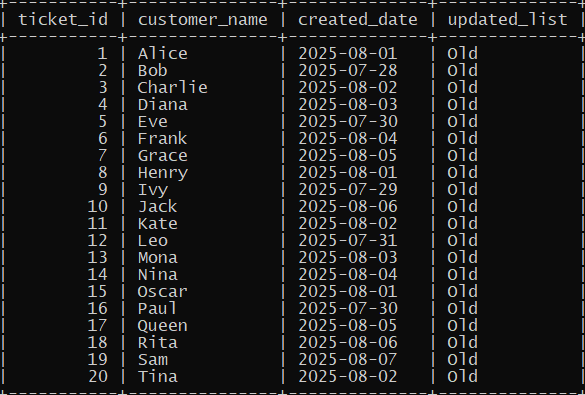 ticket_id | customer_name | created_date | updated_list
1 | Alice | 2025-08-01 | Old
2 | Bob | 2025-07-28 | Old
3 | Charlie | 2025-08-02 | Old
4 | Diana | 2025-08-03 | Old
5 | Eve | 2025-07-30 | Old
6 | Frank | 2025-08-04 | Old
7 | Grace | 2025-08-05 | Old
8 | Henry | 2025-08-01 | Old
9 | Ivy | 2025-07-29 | Old
10 | Jack | 2025-08-06 | Old
11 | Kate | 2025-08-02 | Old
12 | Leo | 2025-07-31 | Old
13 | Mona | 2025-08-03 | Old
14 | Nina | 2025-08-04 | Old
15 | Oscar | 2025-08-01 | Old
16 | Paul | 2025-07-30 | Old
17 | Queen | 2025-08-05 | Old
18 | Rita | 2025-08-06 | Old
19 | Sam | 2025-08-07 | Old
20 | Tina | 2025-08-02 | Old